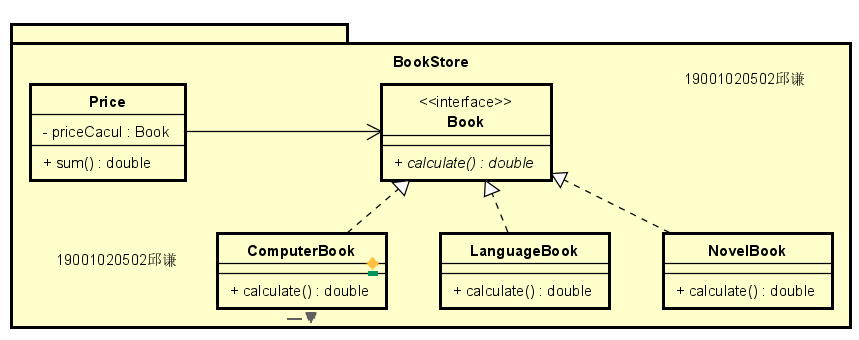 BookStore
19001020502邱谦
Price
- priceCacul : Book
+ sum() : double
<<interface>>
Book
+ calculate() : double
19001020502邱谦
ComputerBook
+ calculate() : double
LanguageBook
+ calculate() : double
NovelBook
+ calculate() : double